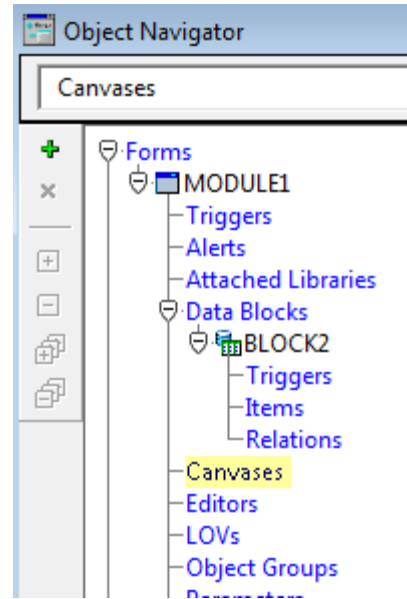 Object Navigator
Canvases
Forms
MODULE1
Triggers
Alerts
Attached Libraries
Data Blocks
BLOCK2
Triggers
Items
Relations
Canvases
Editors
LOVs
Object Groups
Parameters